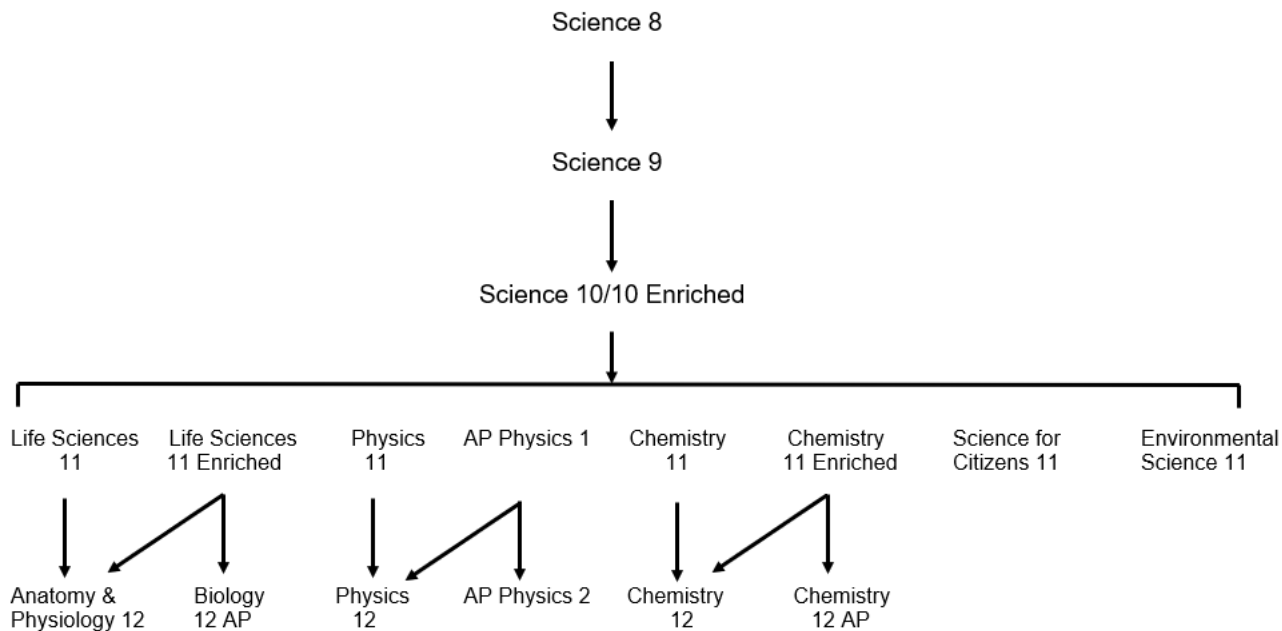 Science 8
Science 9
Science 10/10 Enriched
Life Sciences
11
Life Sciences
11 Enriched
Physics
11
AP Physics 1
Chemistry
11
Chemistry
11 Enriched
Science for
Citizens 11
Environmental
Science 11
Anatomy &
Physiology 12
Biology
12 AP
Physics
12
AP Physics 2
Chemistry
12
Chemistry
12 AP